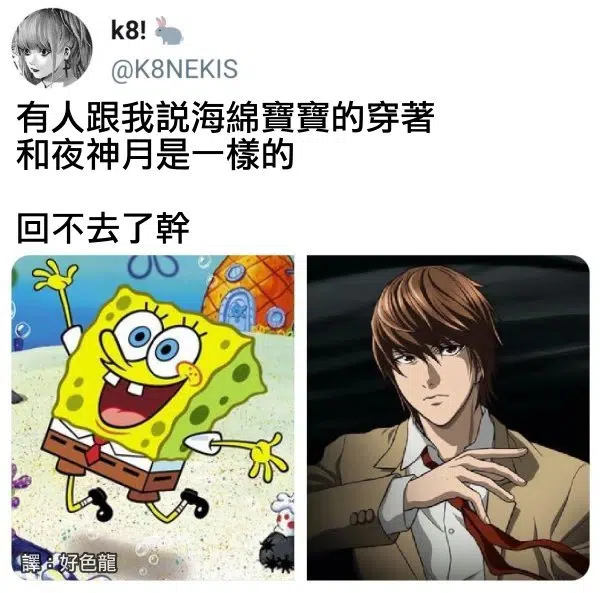 k8! 🐇
@K8NEKIS
有人跟我説海綿寶寶的穿著
和夜神月是一樣的
回不去了幹
譯：好色龍